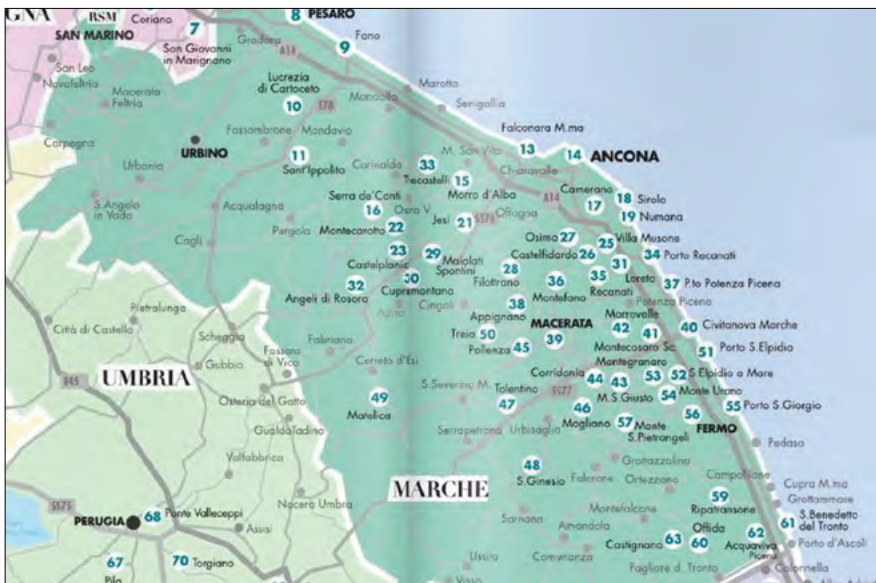 GNA
RSM
Coriano
7
8
PESARO
SAN MARINO
San Giovanni
in Marignano
Gradara
A14
9
Fano
San Leo
Novafeltria
Macerata
Feltria
Lucrezia
di Cartoceto
10
E78
Mondolfo
Marotta
Senigallia
Carpegna
URBINO
Fossombrone
Mondavio
11
Sant'Ippolito
Corinaldo
33
Trecastelli
M. San Vito
Falconara M.ma
13
14
ANCONA
Chiaravalle
Urbania
S. Angelo
in Vado
Acqualagna
Serra de'Conti
16
15
Morro d'Alba
A14
Camerano
17
18
Sirolo
19
Numana
Pergola
Ostra V.
Montecarotto
22
Jesi
21
SS76
Offagna
Cagli
23
Castelplanio
29
Maiolati
Spontini
Osimo
27
25
Villa Musone
Castelfidardo
26
31
Loreto
34
Porto Recanati
28
Filottrano
32
Angeli di Rosora
30
Cupramontana
Apiro
Cingoli
36
Montefano
35
Recanati
37
P.to Potenza Picena
Potenza Picena
Città di Castello
Pietralunga
Scheggia
Fabriano
38
Appignano
MACERATA
39
Morrovalle
42
41
40
Civitanova Marche
Treia
50
Pollenza
45
Montecosaro Sc.
51
Porto S.Elpidio
Gubbio
Fossato
di Vico
Cerreto d'Esi
Montegranaro
Corridonia
44
43
53
52
S.Elpidio a Mare
E45
UMBRIA
Osteria del Gatto
49
Matelica
S.Severino M.
Tolentino
47
SS77
M.S.Giusto
54
Monte Urano
46
Mogliano
56
55
Porto S.Giorgio
FERMO
Gualdo Tadino
Serrapetrona
Urbisaglia
57
Monte
S.Pietrangeli
Valfabbrica
Pedaso
48
S.Ginesio
Grottazzolina
Falerone
Ortezzano
Campofilone
Cupra M.ma
Grottammare
Nocera Umbra
MARCHE
59
Ripatransone
SS75
PERUGIA
68
Ponte Valleceppi
Assisi
Sarnano
Montefalcone
Amandola
Offida
61
S.Benedetto
del Tronto
67
Pila
70
Torgiano
Ussita
Visso
Comunanza
Castignano
63
60
62
Acquaviva
Picena
Porto d'Ascoli
Pagliare d. Tronto
Colonnella